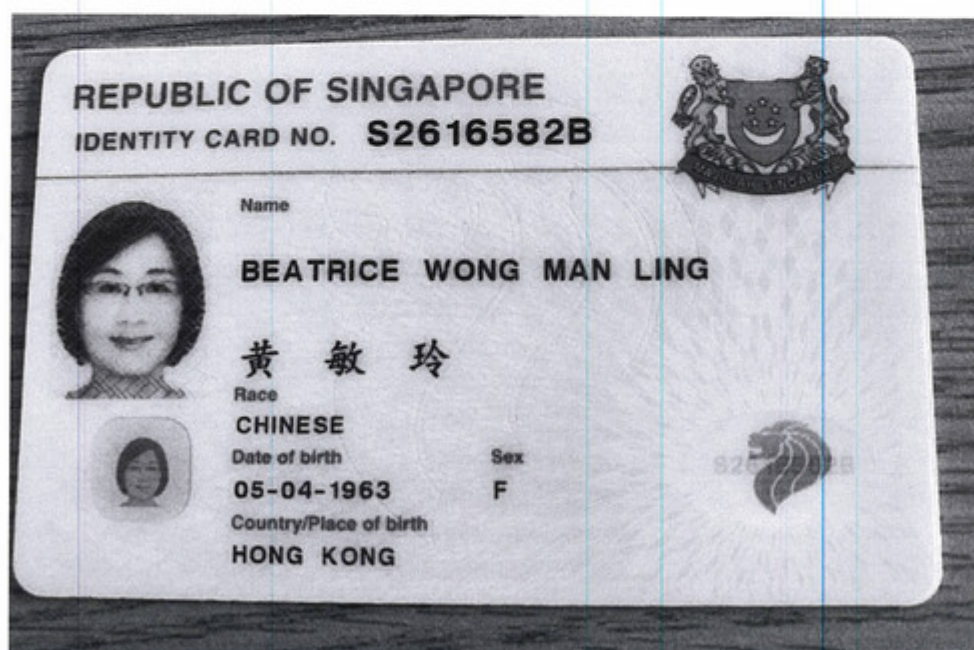 REPUBLIC OF SINGAPORE
IDENTITY CARD NO. S2616582B
Name
BEATRICE WONG MAN LING
黄 敏 玲
Race
CHINESE
Date of birth Sex
05-04-1963 F
Country/Place of birth
HONG KONG